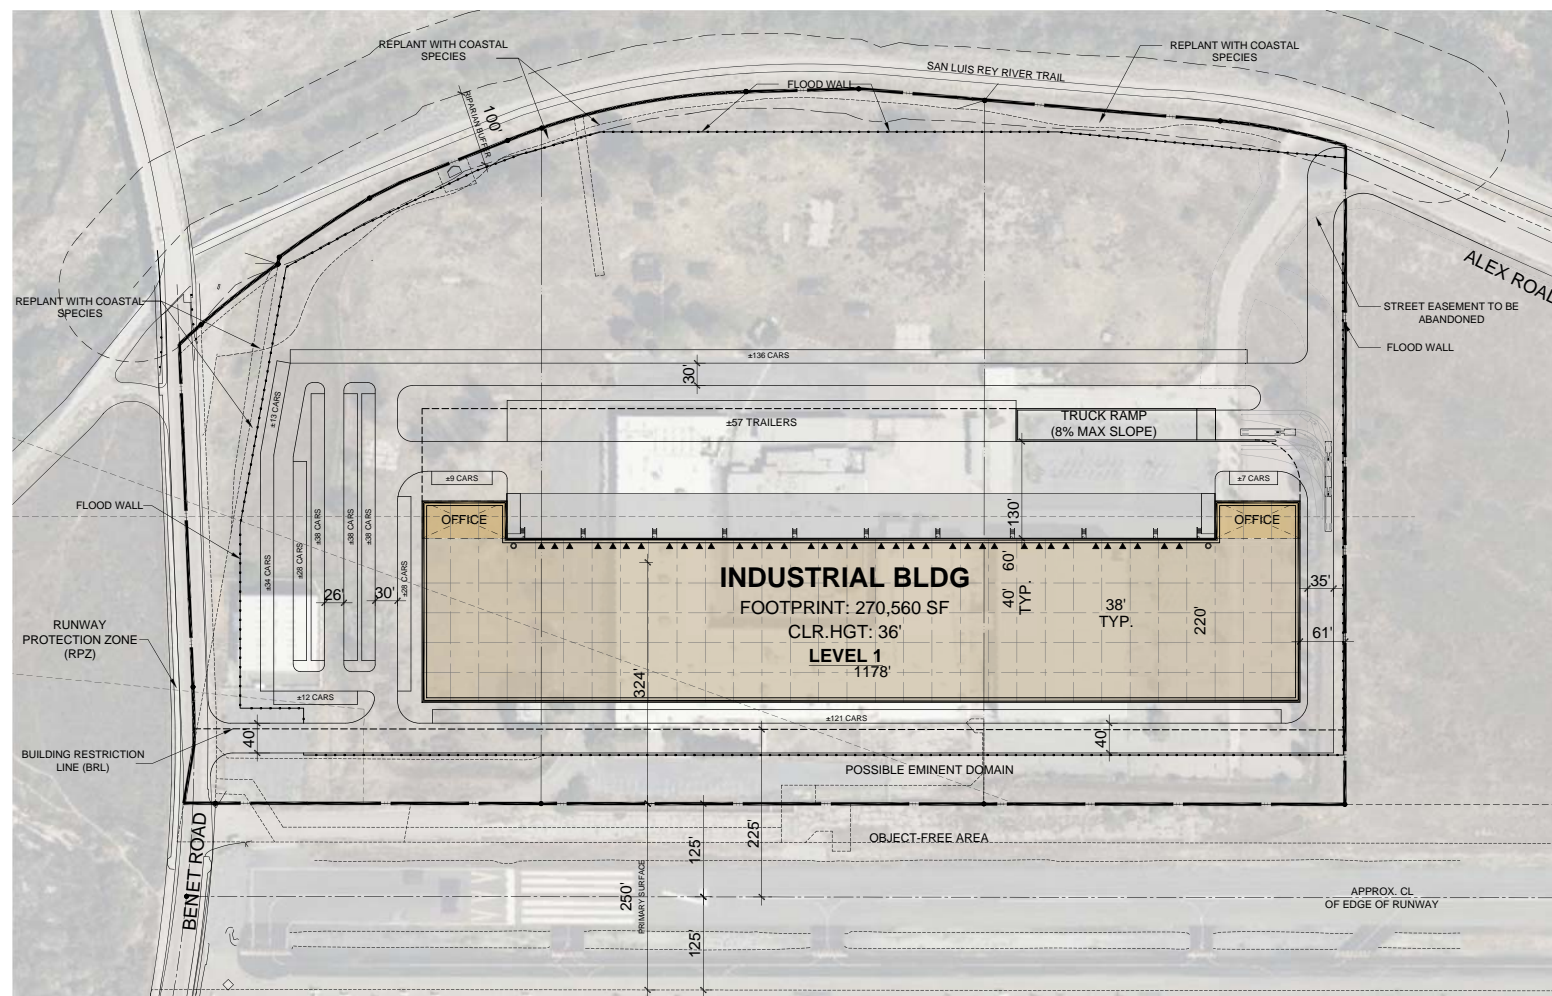 REPLANT WITH COASTAL
SPECIES
REPLANT WITH COASTAL
SPECIES
SAN LUIS REY RIVER TRAIL
FLOOD WALL
100'
RIPARIAN BUFFER
ALEX ROAD
REPLANT WITH COASTAL
SPECIES
STREET EASEMENT TO BE
ABANDONED
FLOOD WALL
±136 CARS
30'
±13 CARS
±57 TRAILERS
TRUCK RAMP
(8% MAX SLOPE)
±9 CARS
±7 CARS
FLOOD WALL
OFFICE
OFFICE
130'
±34 CARS
±28 CARS
±38 CARS
±38 CARS
±38 CARS
±28 CARS
26'
30'
INDUSTRIAL BLDG
FOOTPRINT: 270,560 SF
CLR.HGT: 36'
LEVEL 1
1178'
60'
40'
TYP.
38'
TYP.
220'
35'
61'
324'
RUNWAY
PROTECTION ZONE
(RPZ)
±12 CARS
±121 CARS
40'
40'
BUILDING RESTRICTION
LINE (BRL)
POSSIBLE EMINENT DOMAIN
BENET ROAD
225'
125'
OBJECT-FREE AREA
250'
PRIMARY SURFACE
125'
APPROX. CL
OF EDGE OF RUNWAY